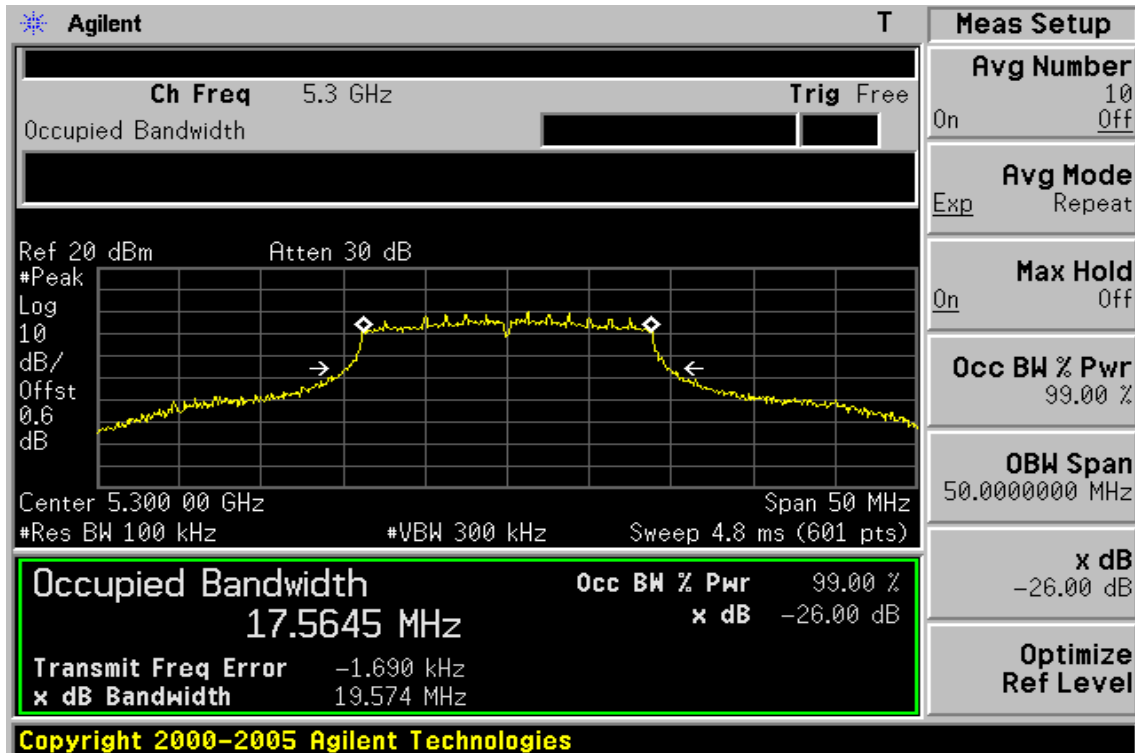 Agilent T
Ch Freq 5.3 GHz Trig Free
Occupied Bandwidth
Ref 20 dBm Atten 30 dB
#Peak
Log
10
dB/
Offst
0.6
dB
Center 5.300 00 GHz Span 50 MHz
#Res BW 100 kHz #VBW 300 kHz Sweep 4.8 ms (601 pts)
Occupied Bandwidth Occ BW % Pwr 99.00 %
17.5645 MHz x dB -26.00 dB
Transmit Freq Error -1.690 kHz
x dB Bandwidth 19.574 MHz
Copyright 2000-2005 Agilent Technologies
Meas Setup
Avg Number
10
On Off
Avg Mode
Exp Repeat
Max Hold
On Off
Occ BW % Pwr
99.00 %
OBW Span
50.0000000 MHz
x dB
-26.00 dB
Optimize
Ref Level